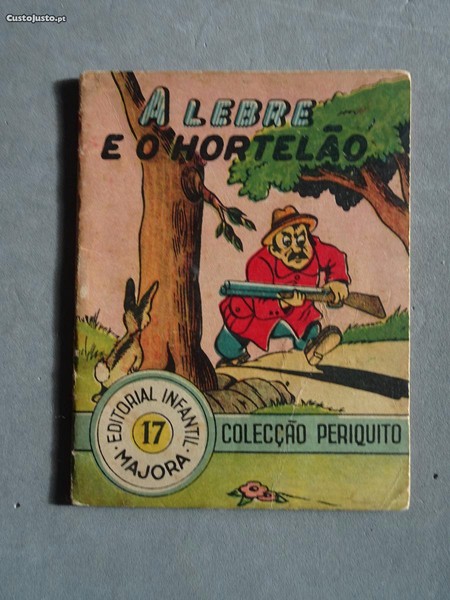 CustoJusto.pt
A LEBRE
E O HORTELÃO
EDITORIAL INFANTIL
17
MAJORA
COLECÇÃO PERIQUITO